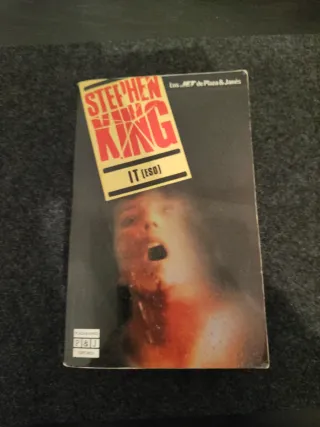 Los JET de Plaza & Janés
STEPHEN
KING
IT (ESO)
P&J